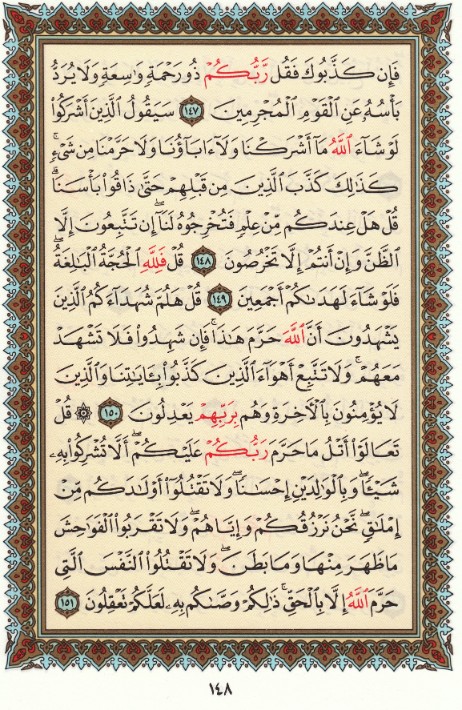 فَإِن كَذَّبُوكَ فَقُل رَّبُّكُمْ ذُو رَحْمَةٍ وَاسِعَةٍ وَلَا يُرَدُّ
بَأْسُهُۥ عَنِ ٱلْقَوْمِ ٱلْمُجْرِمِينَ ١٤٧ سَيَقُولُ ٱلَّذِينَ أَشْرَكُوا۟
لَوْ شَآءَ ٱللَّهُ مَآ أَشْرَكْنَا وَلَآ ءَابَآؤُنَا وَلَا حَرَّمْنَا مِن شَىْءٍۚ
كَذَٰلِكَ كَذَّبَ ٱلَّذِينَ مِن قَبْلِهِمْ حَتَّىٰ ذَاقُوا۟ بَأْسَنَاۗ
قُلْ هَلْ عِندَكُم مِّنْ عِلْمٍ فَتُخْرِجُوهُ لَنَآۖ إِن تَتَّبِعُونَ إِلَّا
ٱلظَّنَّ وَإِنْ أَنتُمْ إِلَّا تَخْرُصُونَ ١٤٨ قُلْ فَلِلَّهِ ٱلْحُجَّةُ ٱلْبَٰلِغَةُۖ
فَلَوْ شَآءَ لَهَدَىٰكُمْ أَجْمَعِينَ ١٤٩ قُلْ هَلُمَّ شُهَدَآءَكُمُ ٱلَّذِينَ
يَشْهَدُونَ أَنَّ ٱللَّهَ حَرَّمَ هَٰذَاۖ فَإِن شَهِدُوا۟ فَلَا تَشْهَدْ
مَعَهُمْۚ وَلَا تَتَّبِعْ أَهْوَآءَ ٱلَّذِينَ كَذَّبُوا۟ بِـَٔايَٰتِنَا وَٱلَّذِينَ
لَا يُؤْمِنُونَ بِٱلْـَٔاخِرَةِ وَهُم بِرَبِّهِمْ يَعْدِلُونَ ١٥٠ ۞ قُلْ
تَعَالَوْا۟ أَتْلُ مَا حَرَّمَ رَبُّكُمْ عَلَيْكُمْۖ أَلَّا تُشْرِكُوا۟ بِهِۦ
شَيْـًٔاۖ وَبِٱلْوَٰلِدَيْنِ إِحْسَٰنًاۖ وَلَا تَقْتُلُوٓا۟ أَوْلَٰدَكُم مِّنْ
إِمْلَٰقٍۖ نَّحْنُ نَرْزُقُكُمْ وَإِيَّاهُمْۖ وَلَا تَقْرَبُوا۟ ٱلْفَوَٰحِشَ
مَا ظَهَرَ مِنْهَا وَمَا بَطَنَۖ وَلَا تَقْتُلُوا۟ ٱلنَّفْسَ ٱلَّتِى
حَرَّمَ ٱللَّهُ إِلَّا بِٱلْحَقِّۚ ذَٰلِكُمْ وَصَّىٰكُم بِهِۦ لَعَلَّكُمْ تَعْقِلُونَ ١٥١
١٤٨